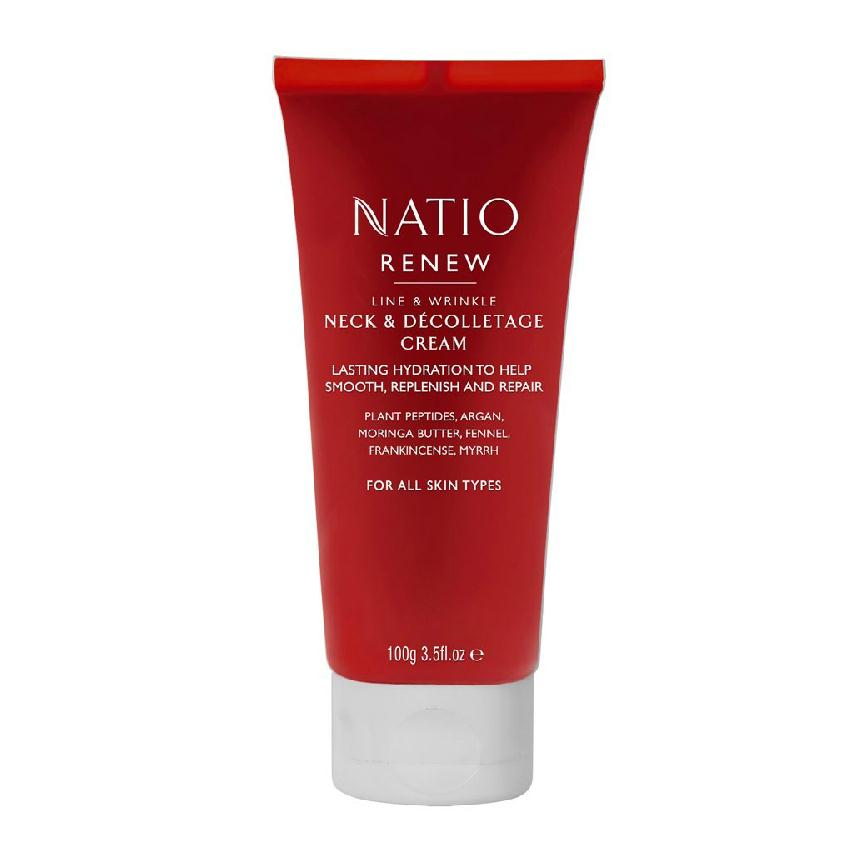 NATIO
RENEW
LINE & WRINKLE
NECK & DÉCOLLETAGE
CREAM
LASTING HYDRATION TO HELP
SMOOTH, REPLENISH AND REPAIR
PLANT PEPTIDES, ARGAN,
MORINGA BUTTER, FENNEL,
FRANKINCENSE, MYRRH
FOR ALL SKIN TYPES
100g 3.5fl.oz ℮